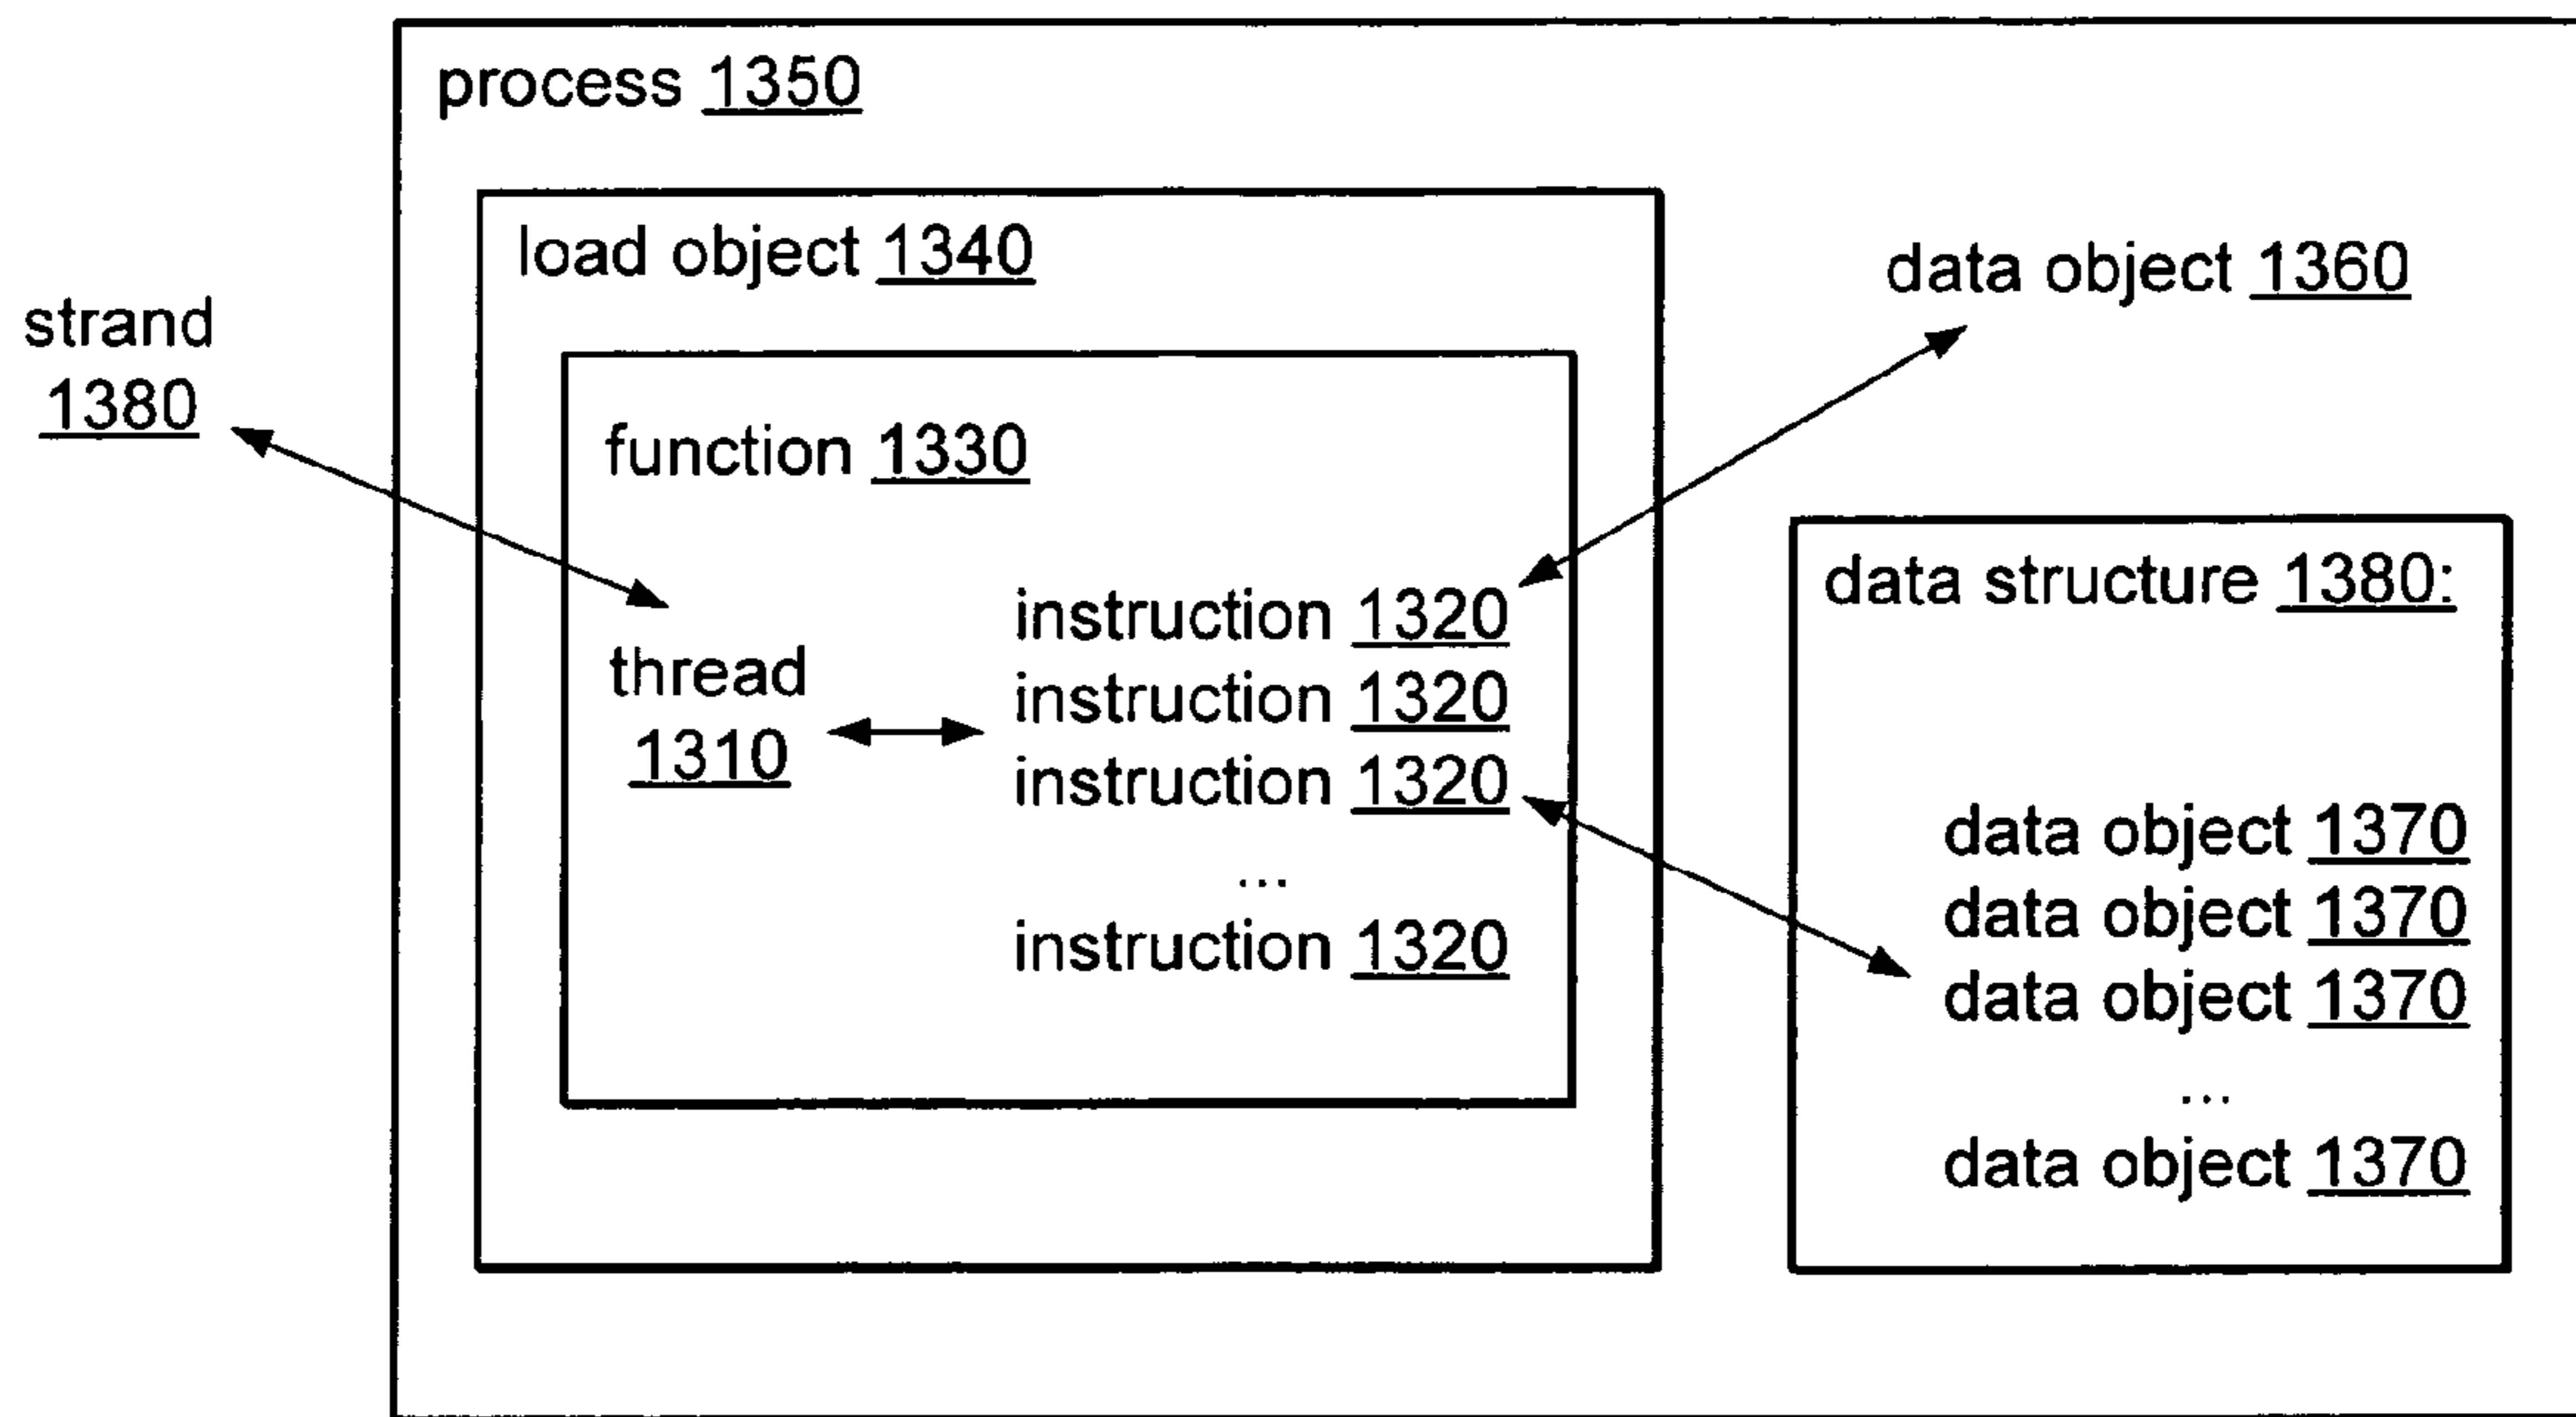 process 1350
load object 1340
data object 1360
strand
1380
function 1330
data structure 1380:
instruction 1320
thread
1310
instruction 1320
instruction 1320
...
instruction 1320
data object 1370
data object 1370
data object 1370
...
data object 1370